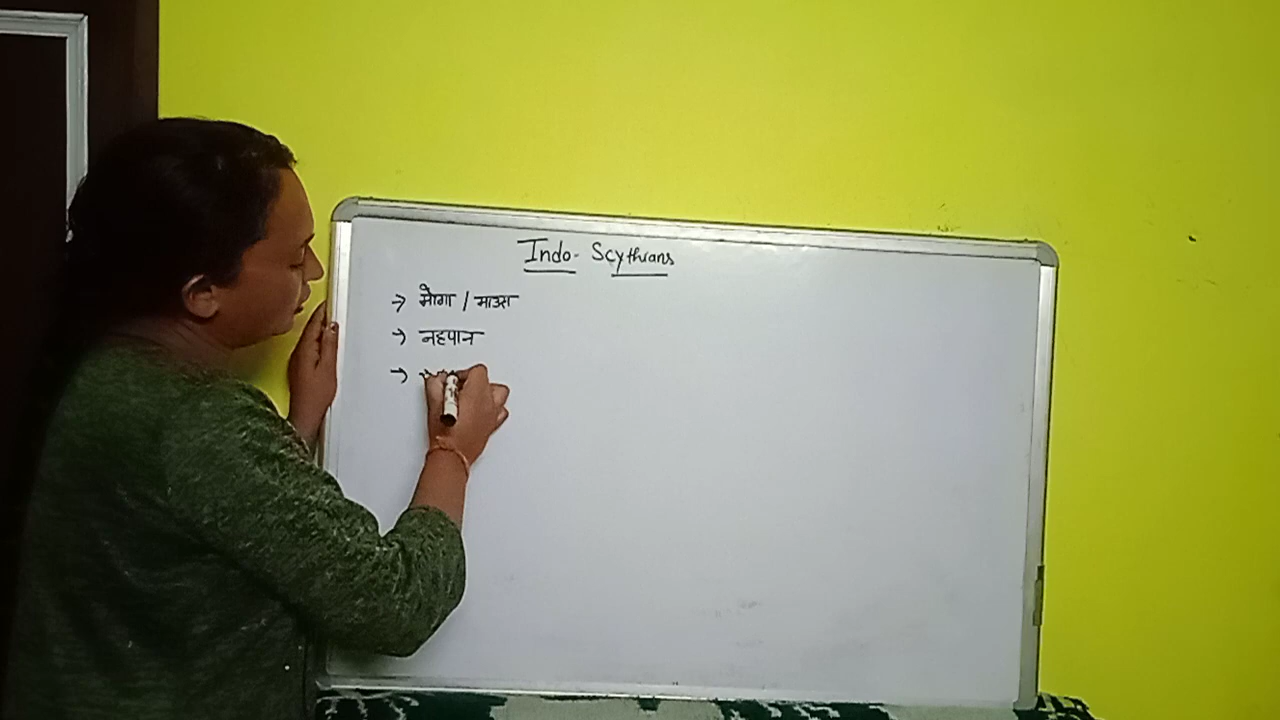 Indo- Scythians
→ मोगा / माउस
→ नहपान
→